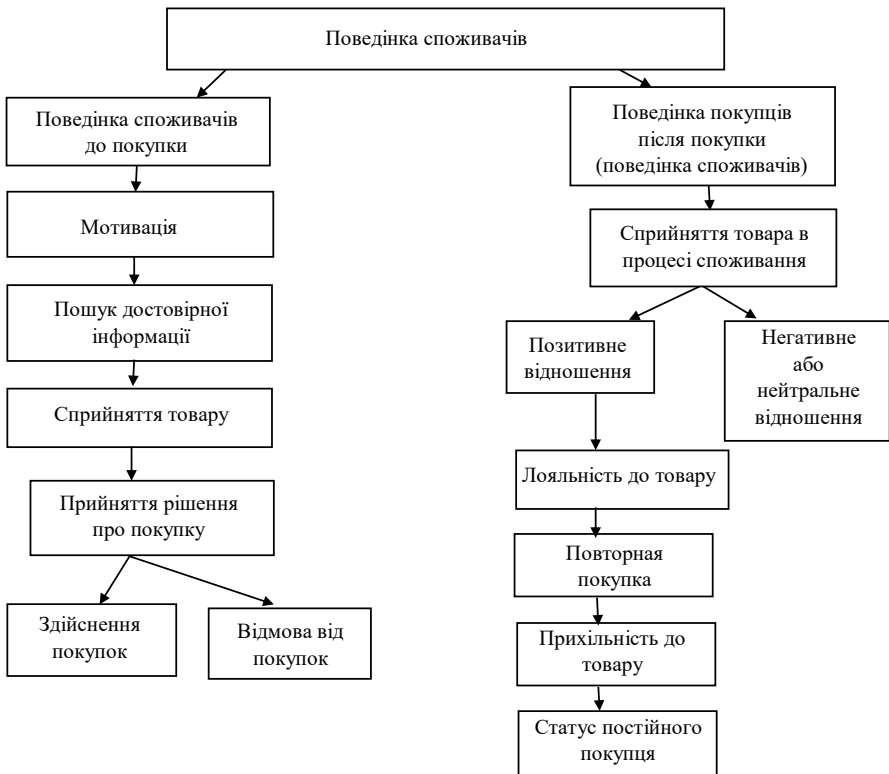 Поведінка споживачів
Поведінка споживачів
до покупки
Мотивація
Пошук достовірної
інформації
Сприйняття товару
Прийняття рішення
про покупку
Здійснення
покупок
Відмова від
покупок
Поведінка покупців
після покупки
(поведінка споживачів)
Сприйняття товара в
процесі споживання
Позитивне
відношення
Негативне
або
нейтральне
відношення
Лояльність до товару
Повторная
покупка
Прихільність до
товару
Статус постійного
покупця